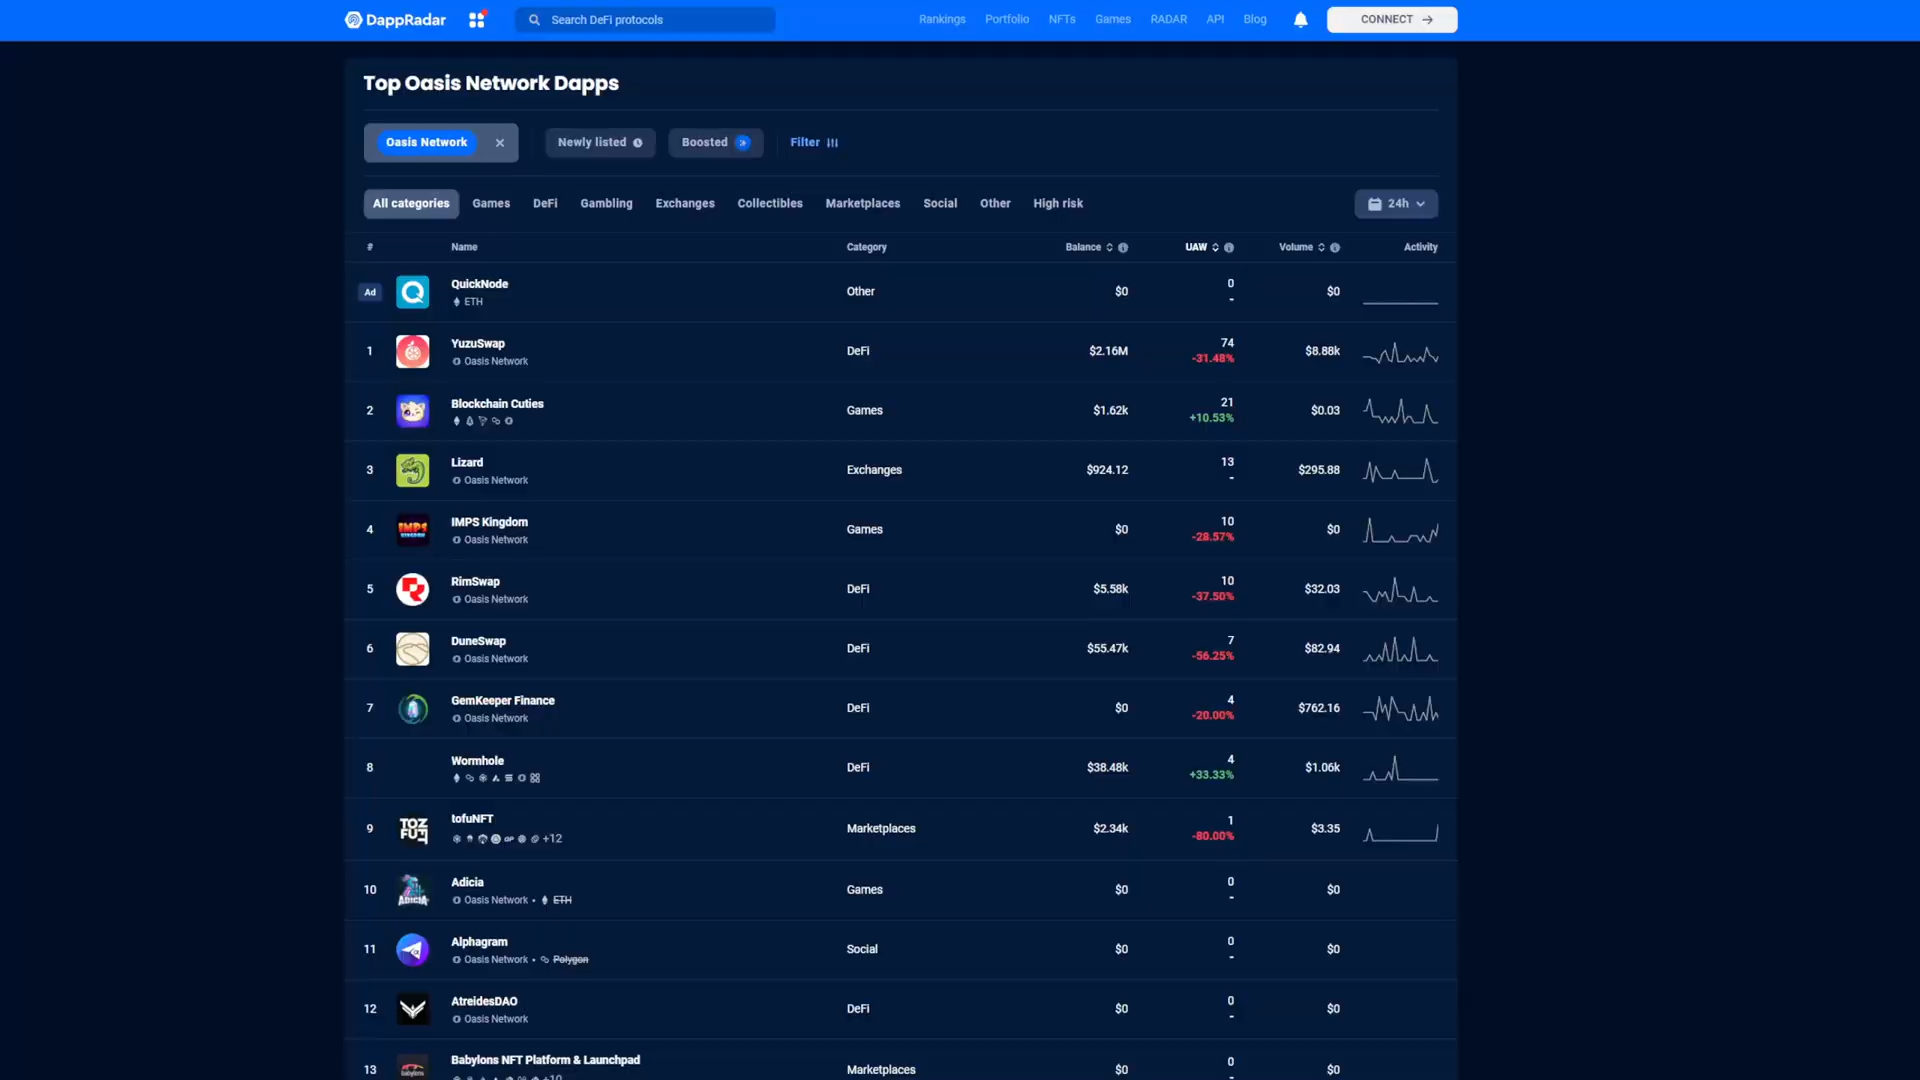 DappRadar
Search DeFi protocols
Rankings Portfolio NFTs Games RADAR API Blog
CONNECT →
Top Oasis Network Dapps
Oasis Network ×
Newly listed
Boosted
Filter
All categories Games DeFi Gambling Exchanges Collectibles Marketplaces Social Other High risk
24h
# Name Category Balance UAW Volume Activity
Ad QuickNode Other $0 0 $0
ETH -
1 YuzuSwap DeFi $2.16M 74 $8.88k
Oasis Network -31.48%
2 Blockchain Cuties Games $1.62k 21 $0.03
+10.53%
3 Lizard Exchanges $924.12 13 $295.88
Oasis Network -
4 IMPS Kingdom Games $0 10 $0
IMPS KINGDOM
Oasis Network -28.57%
5 RimSwap DeFi $5.58k 10 $32.03
Oasis Network -37.50%
6 DuneSwap DeFi $55.47k 7 $82.94
Oasis Network -56.25%
7 GemKeeper Finance DeFi $0 4 $762.16
Oasis Network -20.00%
8 Wormhole DeFi $38.48k 4 $1.06k
+33.33%
9 tofuNFT Marketplaces $2.34k 1 $3.35
+12 -80.00%
10 Adicia Games $0 0 $0
ADICIA
Oasis Network • ETH -
11 Alphagram Social $0 0 $0
Oasis Network • Polygon -
12 AtreidesDAO DeFi $0 0 $0
Oasis Network -
13 Babylons NFT Platform & Launchpad Marketplaces $0 0 $0
babylons
+10 -